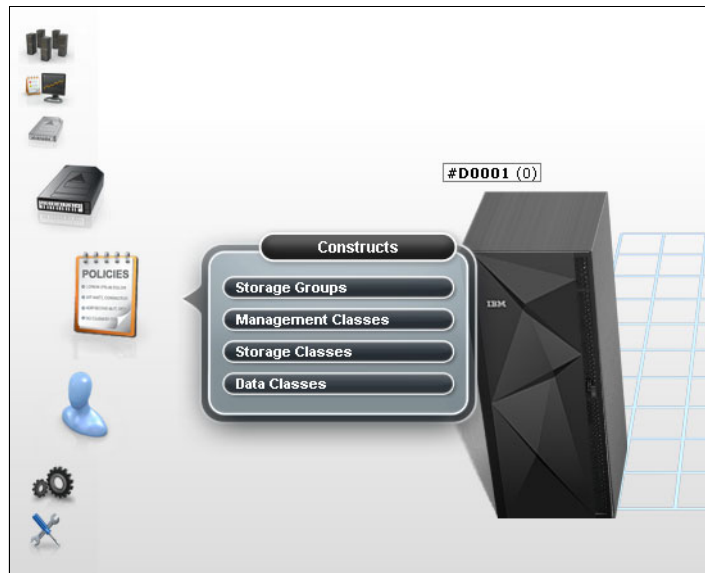 #D0001 (0)
Constructs
Storage Groups
Management Classes
Storage Classes
Data Classes
POLICIES
IBM